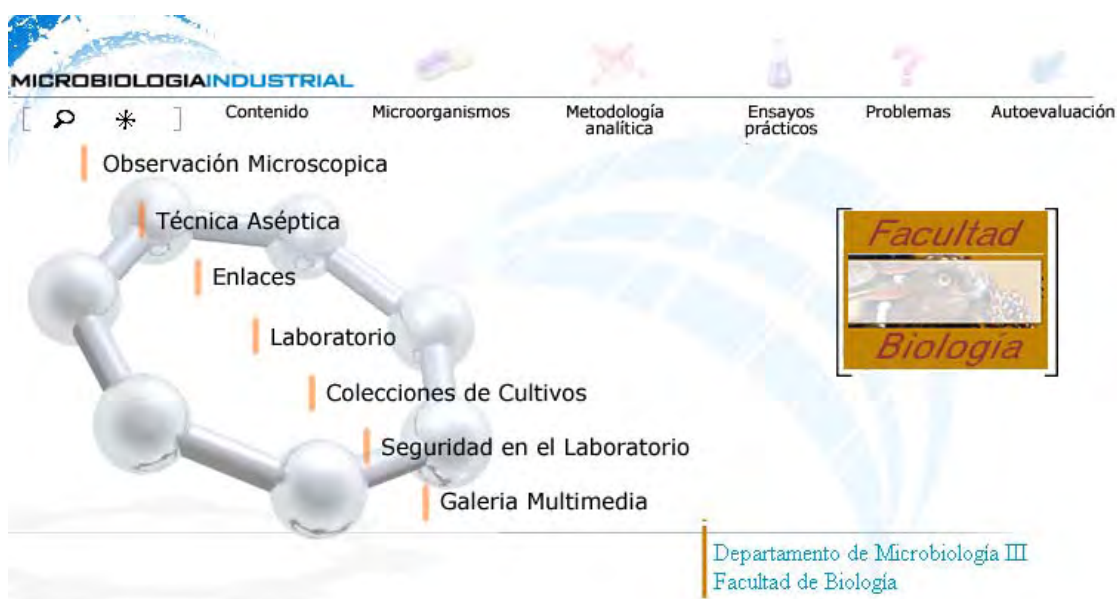 MICROBIOLOGIAINDUSTRIAL
Contenido
Microorganismos
Metodología
analítica
Ensayos
prácticos
Problemas
Autoevaluación
Observación Microscopica
Técnica Aséptica
Enlaces
Laboratorio
Colecciones de Cultivos
Seguridad en el Laboratorio
Galeria Multimedia
Facultad
Biología
Departamento de Microbiología III
Facultad de Biología